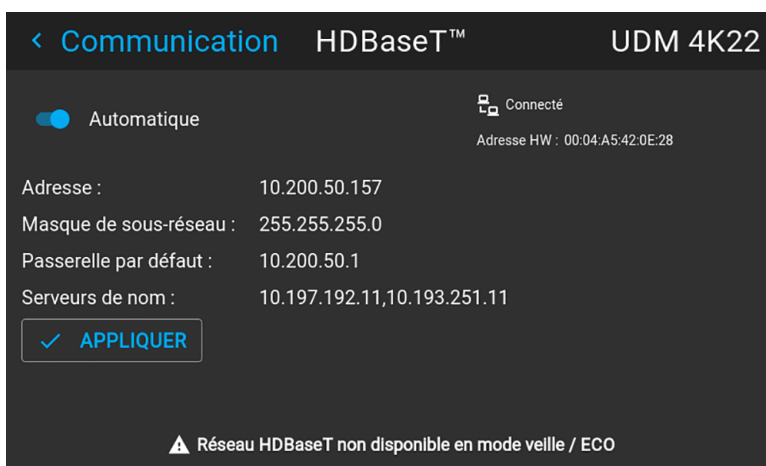 Communication HDBaseT™ UDM 4K22
Automatique
Connecté
Adresse HW : 00:04:A5:42:0E:28
Adresse : 10.200.50.157
Masque de sous-réseau : 255.255.255.0
Passerelle par défaut : 10.200.50.1
Serveurs de nom : 10.197.192.11,10.193.251.11
APPLIQUER
Réseau HDBaseT non disponible en mode veille / ECO